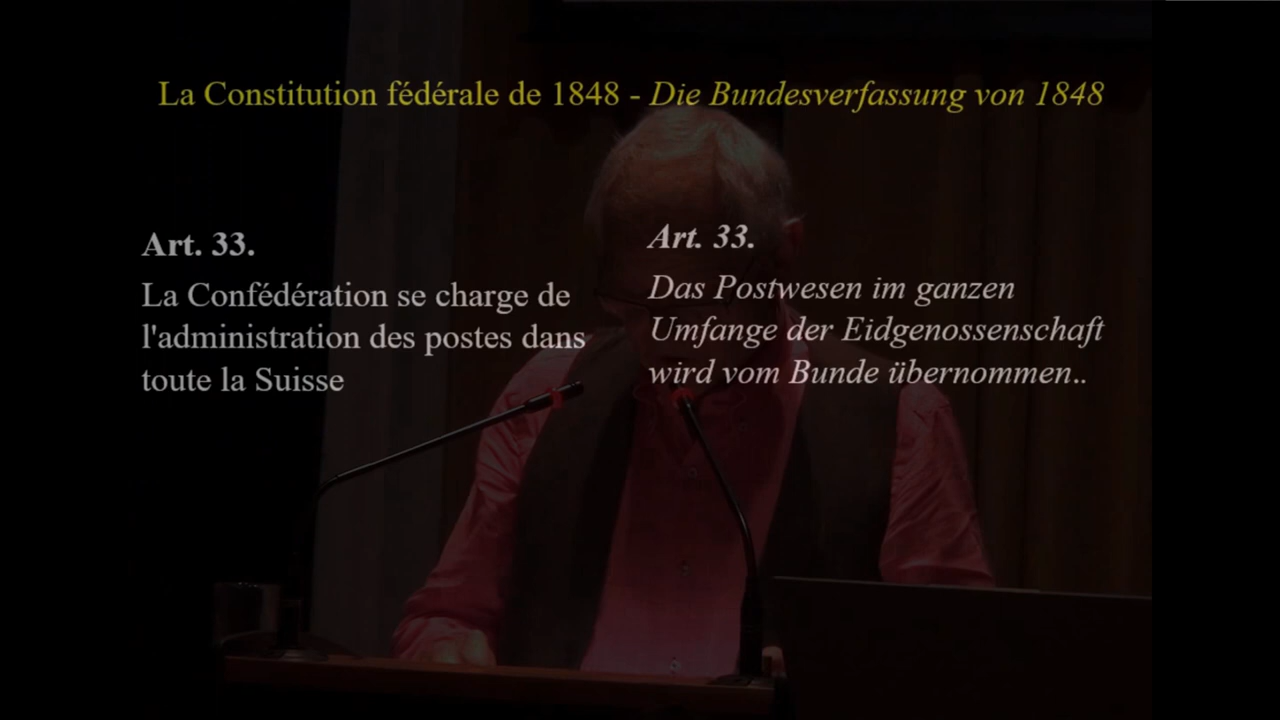 La Constitution fédérale de 1848 - Die Bundesverfassung von 1848
Art. 33.
La Confédération se charge de
l'administration des postes dans
toute la Suisse
Art. 33.
Das Postwesen im ganzen
Umfange der Eidgenossenschaft
wird vom Bunde übernommen..